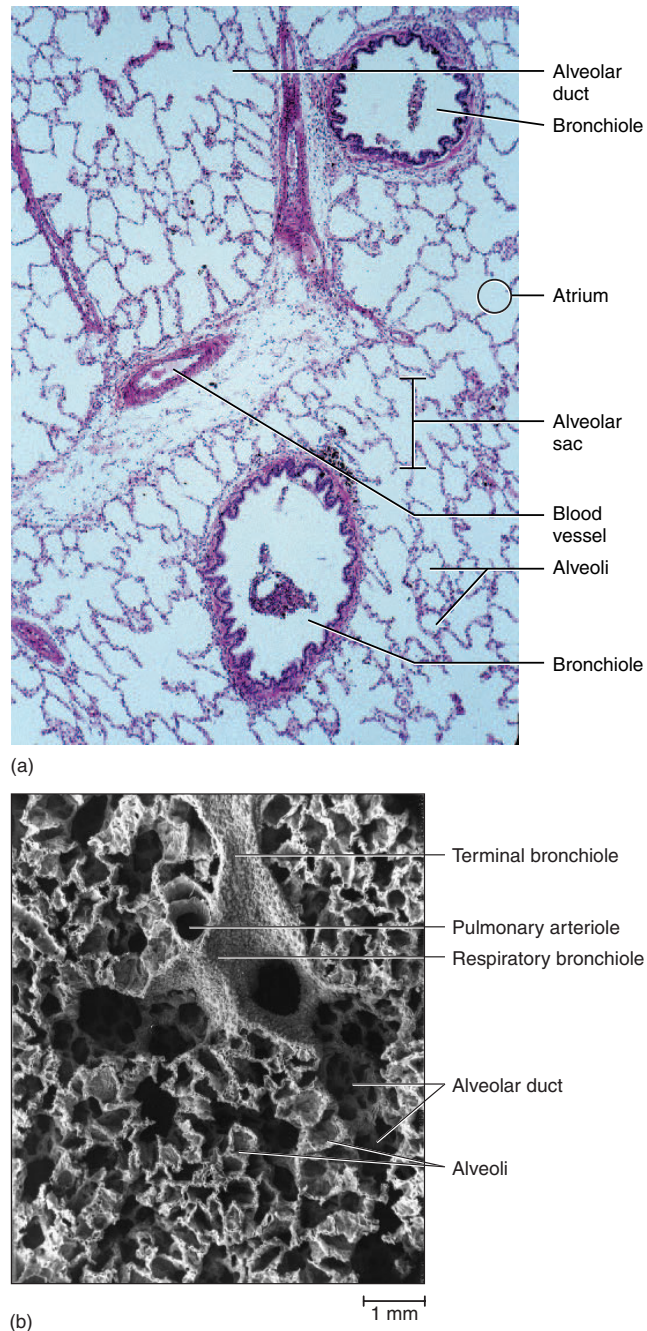 Alveolar
duct
Bronchiole
Atrium
Alveolar
sac
Blood
vessel
Alveoli
Bronchiole
(a)
Terminal bronchiole
Pulmonary arteriole
Respiratory bronchiole
Alveolar duct
Alveoli
1 mm
(b)